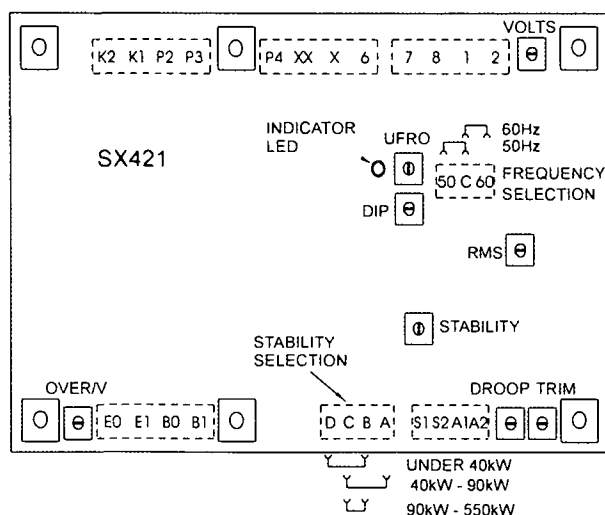 VOLTS
K2 K1 P2 P3 P4 XX X 6 7 8 1 2
INDICATOR
LED
UFRO
60Hz
50Hz
SX421
50 C 60
FREQUENCY
SELECTION
DIP
RMS
STABILITY
STABILITY
SELECTION
OVER/V
DROOP TRIM
E0 E1 B0 B1 D C B A S1 S2 A1 A2
UNDER 40kW
40kW - 90kW
90kW - 550kW